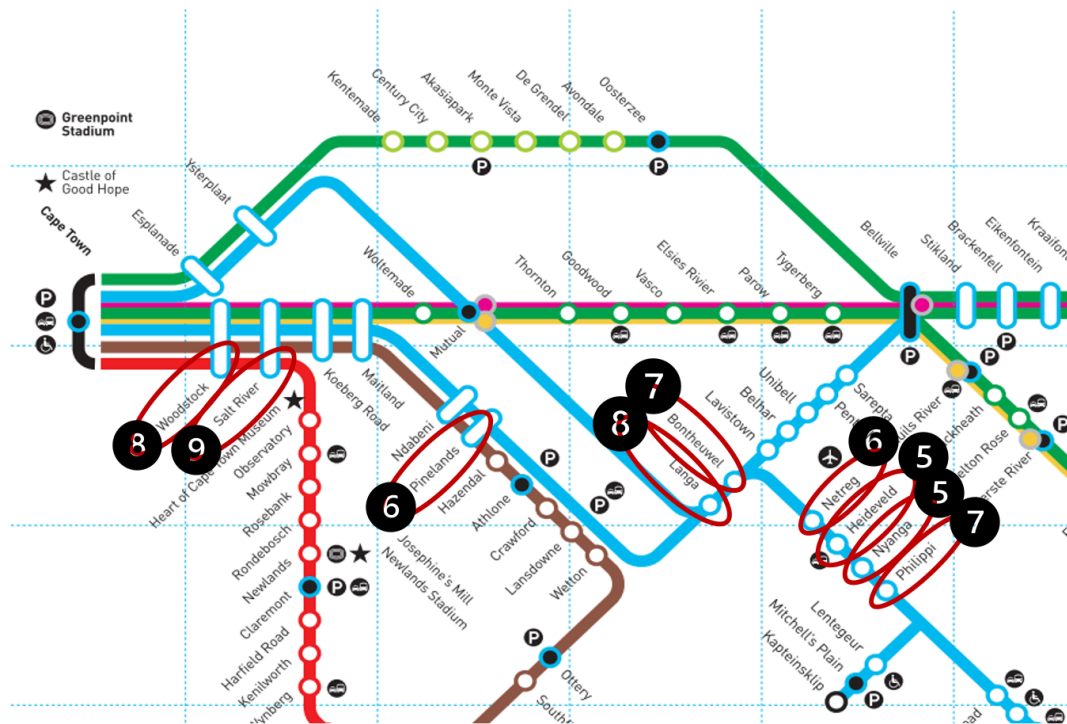 Kentemade
Century City
Akasiapark
Monte Vista
De Grendel
Avondale
Oosterzee
Greenpoint
Stadium
P
P
Castle of
Good Hope
Ysterplaat
Cape Town
Esplanade
Woltemade
Thornton
Goodwood
Vasco
Elsies Rivier
Parow
Tygerberg
Bellville
Stikland
Brackenfell
Eikenfontein
P
Mutual
P
P
P
Woodstock
Salt River
Koeberg Road
Maitland
7
8
Lavistown
Belhar
Unibell
Sarepta
8
9
Heart of Cape Town Museum
Observatory
Mowbray
Rosebank
Rondebosch
Newlands
Claremont
Harfield Road
Kenilworth
Ndabeni
Pinelands
Hazendal
Athlone
Crawford
Lansdowne
Wetton
6
P
P
Bontheuwel
Langa
6
5
5
7
P
Netreg
Heideveld
Nyanga
Philippi
Josephine's Mill
Newlands Stadium
P
P
Ottery
Lentegeur
Mitchell's Plain
Kapteinsklip
P